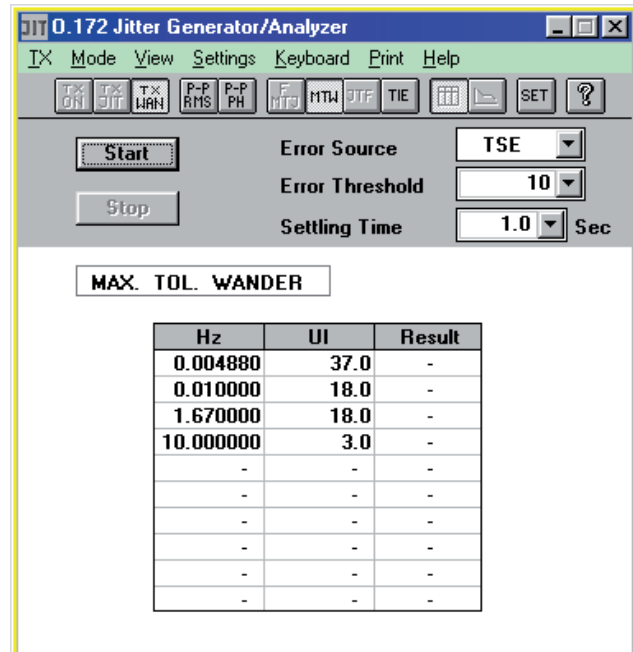 JIT O.172 Jitter Generator/Analyzer
TX Mode View Settings Keyboard Print Help
TX ON TX JIT TX WAN P-P RMS P-P PH F MTJ MTW JTF TIE SET ?
Start Error Source TSE
Error Threshold 10
Stop
Settling Time 1.0 Sec
MAX. TOL. WANDER
Hz UI Result
0.004880 37.0 -
0.010000 18.0 -
1.670000 18.0 -
10.000000 3.0 -
- - -
- - -
- - -
- - -
- - -
- - -